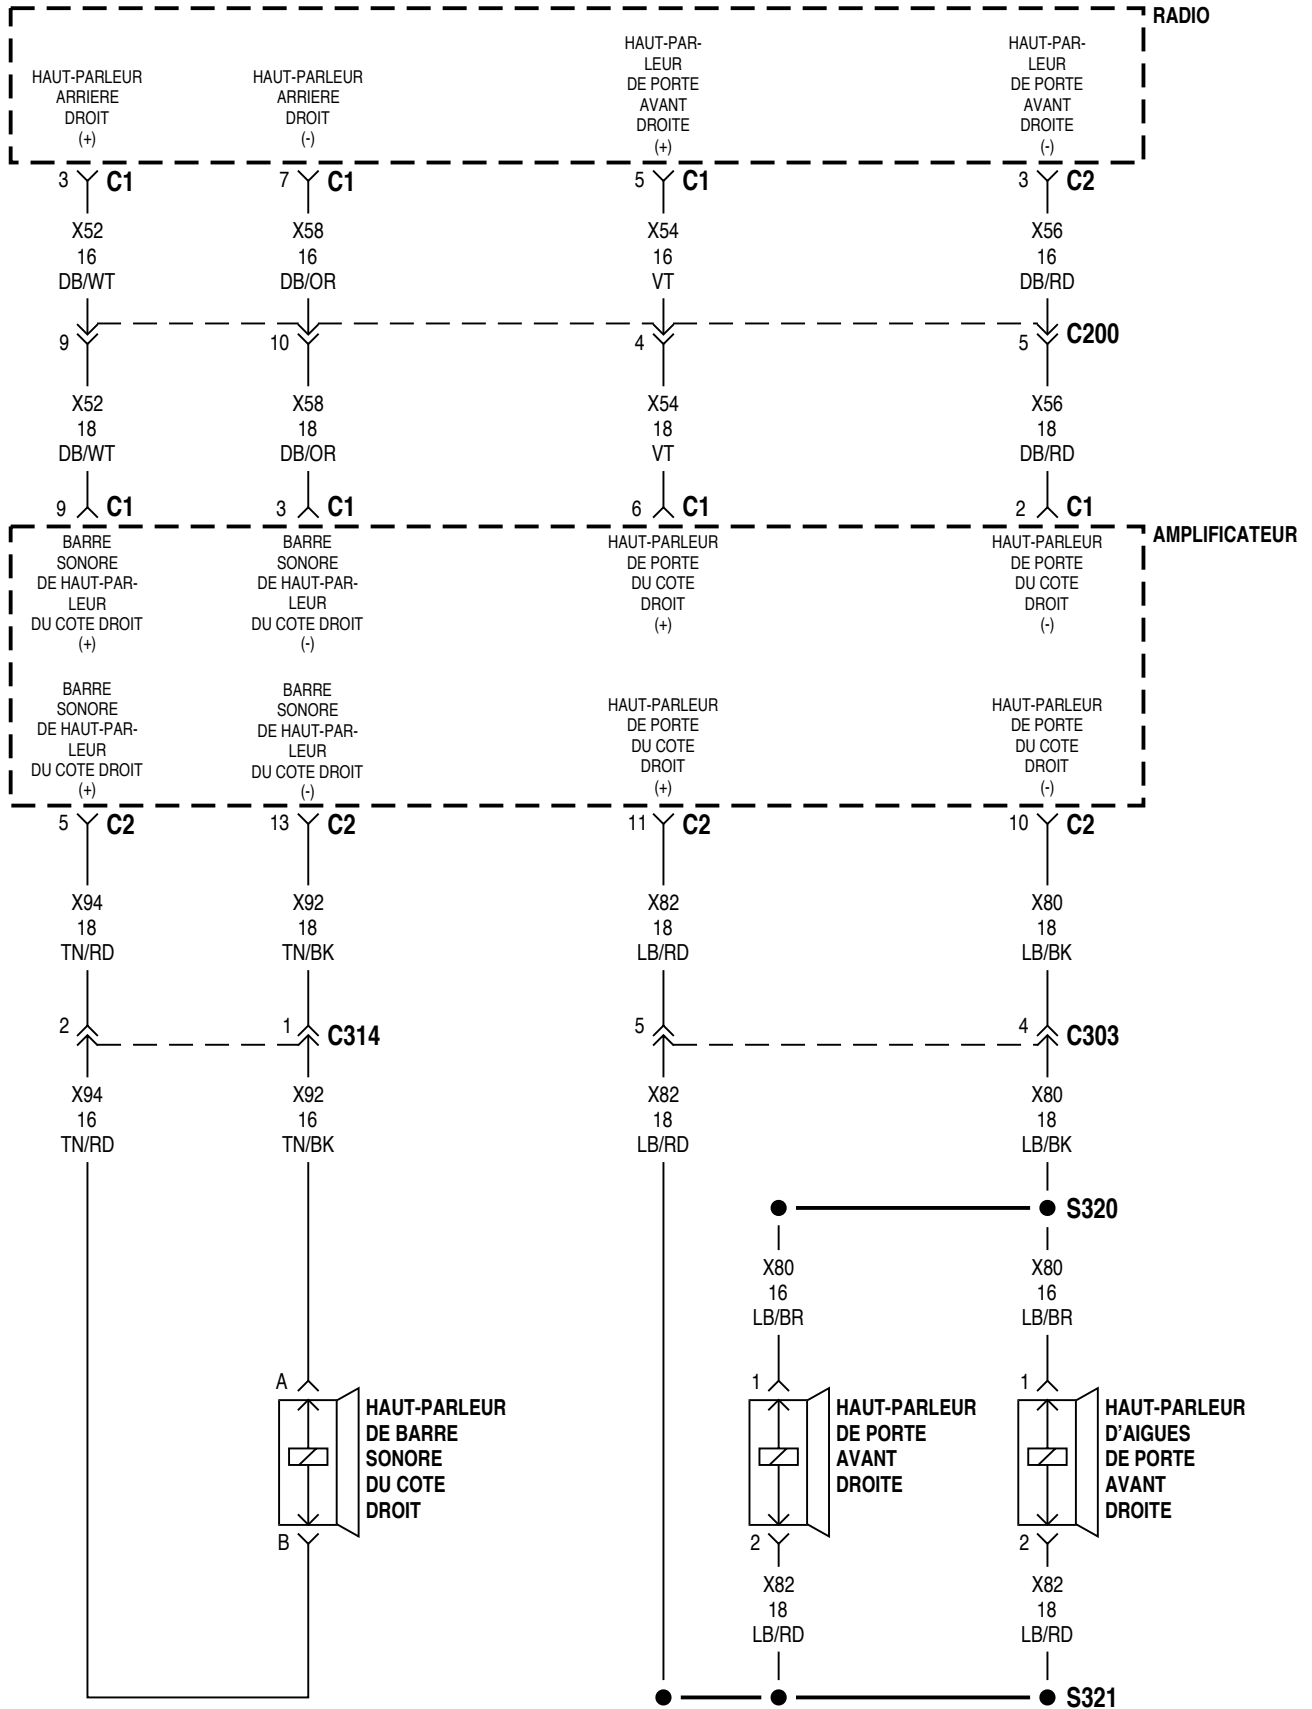 RADIO
HAUT-PARLEUR
ARRIERE
DROIT
(+)
HAUT-PARLEUR
ARRIERE
DROIT
(-)
HAUT-PAR-
LEUR
DE PORTE
AVANT
DROITE
(+)
HAUT-PAR-
LEUR
DE PORTE
AVANT
DROITE
(-)
3 C1 7 C1 5 C1 3 C2
X52 X58 X54 X56
16 16 16 16
DB/WT DB/OR VT DB/RD
9 10 4 5 C200
X52 X58 X54 X56
18 18 18 18
DB/WT DB/OR VT DB/RD
9 C1 3 C1 6 C1 2 C1
AMPLIFICATEUR
BARRE
SONORE
DE HAUT-PAR-
LEUR
DU COTE DROIT
(+)
BARRE
SONORE
DE HAUT-PAR-
LEUR
DU COTE DROIT
(-)
HAUT-PARLEUR
DE PORTE
DU COTE
DROIT
(+)
HAUT-PARLEUR
DE PORTE
DU COTE
DROIT
(-)
BARRE
SONORE
DE HAUT-PAR-
LEUR
DU COTE DROIT
(+)
BARRE
SONORE
DE HAUT-PAR-
LEUR
DU COTE DROIT
(-)
HAUT-PARLEUR
DE PORTE
DU COTE
DROIT
(+)
HAUT-PARLEUR
DE PORTE
DU COTE
DROIT
(-)
5 C2 13 C2 11 C2 10 C2
X94 X92 X82 X80
18 18 18 18
TN/RD TN/BK LB/RD LB/BK
2 1 C314 5 4 C303
X94 X92 X82 X80
16 16 18 18
TN/RD TN/BK LB/RD LB/BK
S320
X80 X80
16 16
LB/BR LB/BR
A 1 1
HAUT-PARLEUR
DE BARRE
SONORE
DU COTE
DROIT
HAUT-PARLEUR
DE PORTE
AVANT
DROITE
HAUT-PARLEUR
D'AIGUES
DE PORTE
AVANT
DROITE
B 2 2
X82 X82
18 18
LB/RD LB/RD
S321